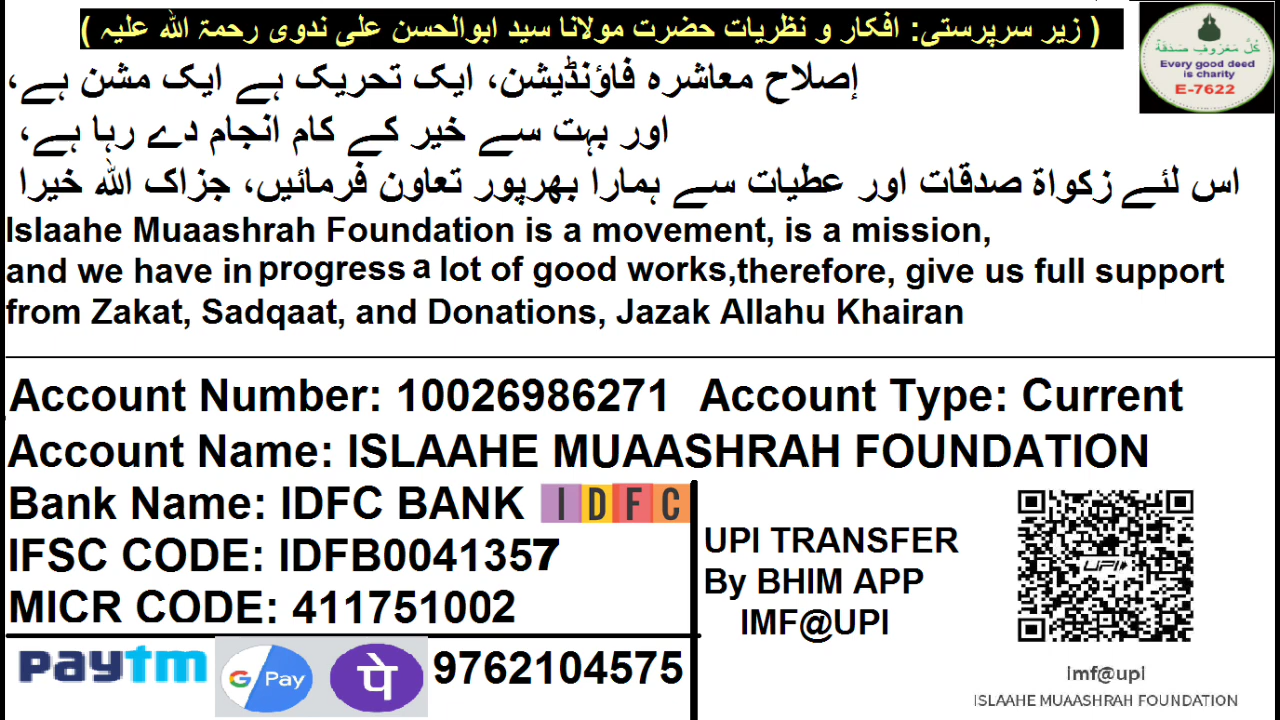 ( زیر سرپرستی: افکار و نظریات حضرت مولانا سید ابوالحسن علی ندوی رحمۃ اللہ علیہ )
كُلُّ مَعْرُوفٍ صَدَقَةٌ
Every good deed
is charity
E-7622
إصلاح معاشرہ فاؤنڈیشن، ایک تحریک ہے ایک مشن ہے،
اور بہت سے خیر کے کام انجام دے رہا ہے،
اس لئے زکواة صدقات اور عطیات سے ہمارا بھرپور تعاون فرمائیں، جزاک اللہ خیرا
Islaahe Muaashrah Foundation is a movement, is a mission,
and we have in progress a lot of good works,therefore, give us full support
from Zakat, Sadqaat, and Donations, Jazak Allahu Khairan
Account Number: 10026986271 Account Type: Current
Account Name: ISLAAHE MUAASHRAH FOUNDATION
Bank Name: IDFC BANK IDFC
IFSC CODE: IDFB0041357
MICR CODE: 411751002
paytm G Pay पे 9762104575
UPI TRANSFER
By BHIM APP
IMF@UPI
UPI
imf@upi
ISLAAHE MUAASHRAH FOUNDATION